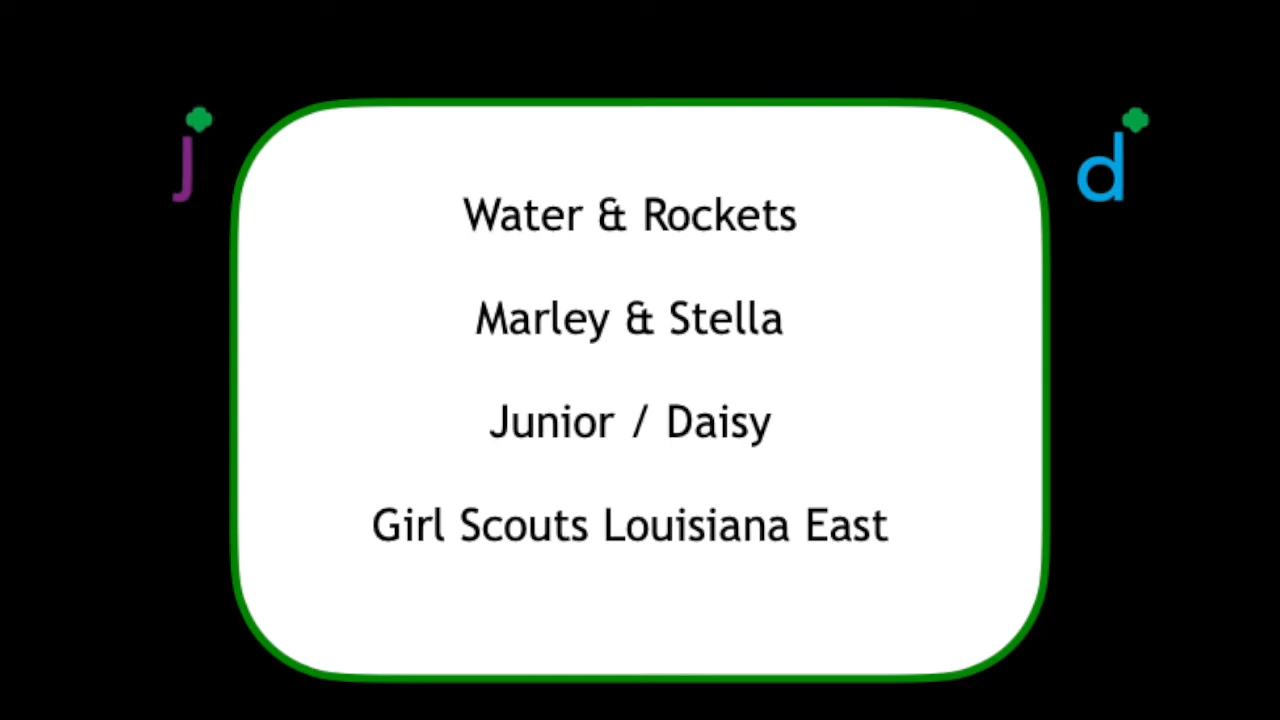 j
d
Water & Rockets
Marley & Stella
Junior / Daisy
Girl Scouts Louisiana East